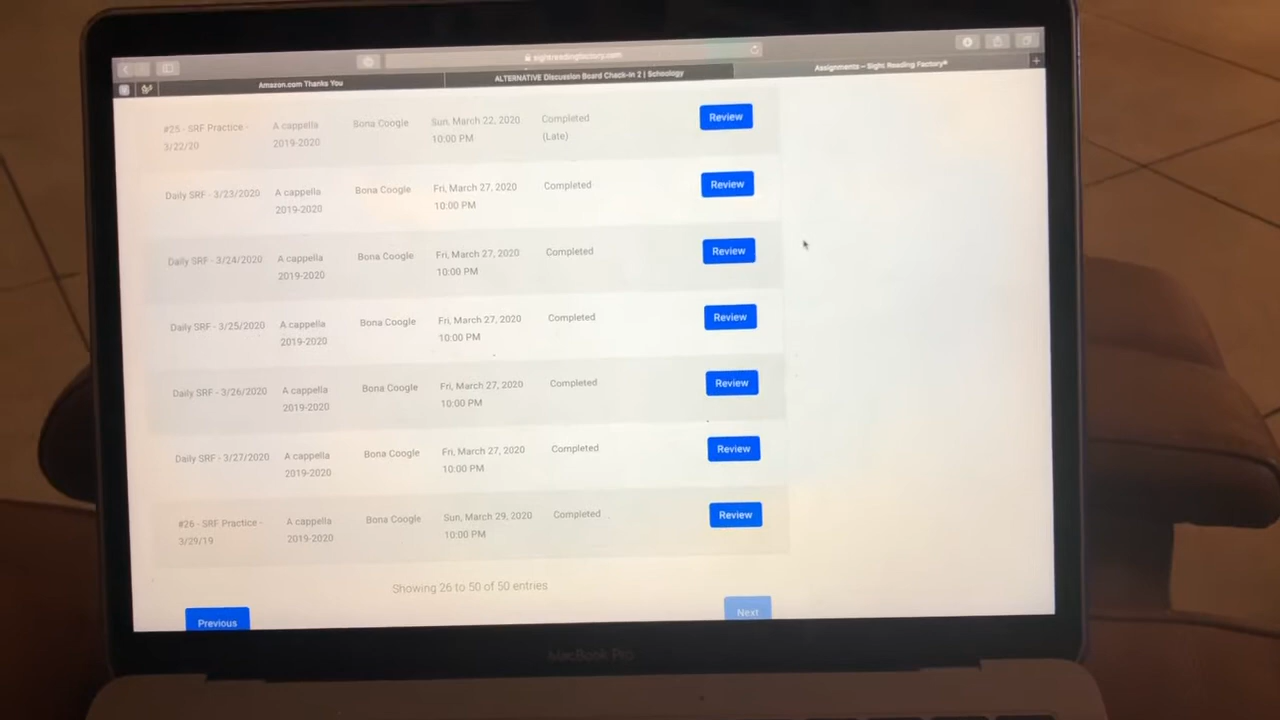 sightreadingfactory.com
Amazon.com Thanks You
ALTERNATIVE Discussion Board Check-in 2 | Schoology
Assignments – Sight Reading Factory®
#25 - SRF Practice -
3/22/20
A cappella
2019-2020
Bona Coogle
Sun, March 22, 2020
10:00 PM
Completed
(Late)
Review
Daily SRF - 3/23/2020
A cappella
2019-2020
Bona Coogle
Fri, March 27, 2020
10:00 PM
Completed
Review
Daily SRF - 3/24/2020
A cappella
2019-2020
Bona Coogle
Fri, March 27, 2020
10:00 PM
Completed
Review
Daily SRF - 3/25/2020
A cappella
2019-2020
Bona Coogle
Fri, March 27, 2020
10:00 PM
Completed
Review
Daily SRF - 3/26/2020
A cappella
2019-2020
Bona Coogle
Fri, March 27, 2020
10:00 PM
Completed
Review
Daily SRF - 3/27/2020
A cappella
2019-2020
Bona Coogle
Fri, March 27, 2020
10:00 PM
Completed
Review
#26 - SRF Practice -
3/29/19
A cappella
2019-2020
Bona Coogle
Sun, March 29, 2020
10:00 PM
Completed
Review
Showing 26 to 50 of 50 entries
Previous
Next
MacBook Pro